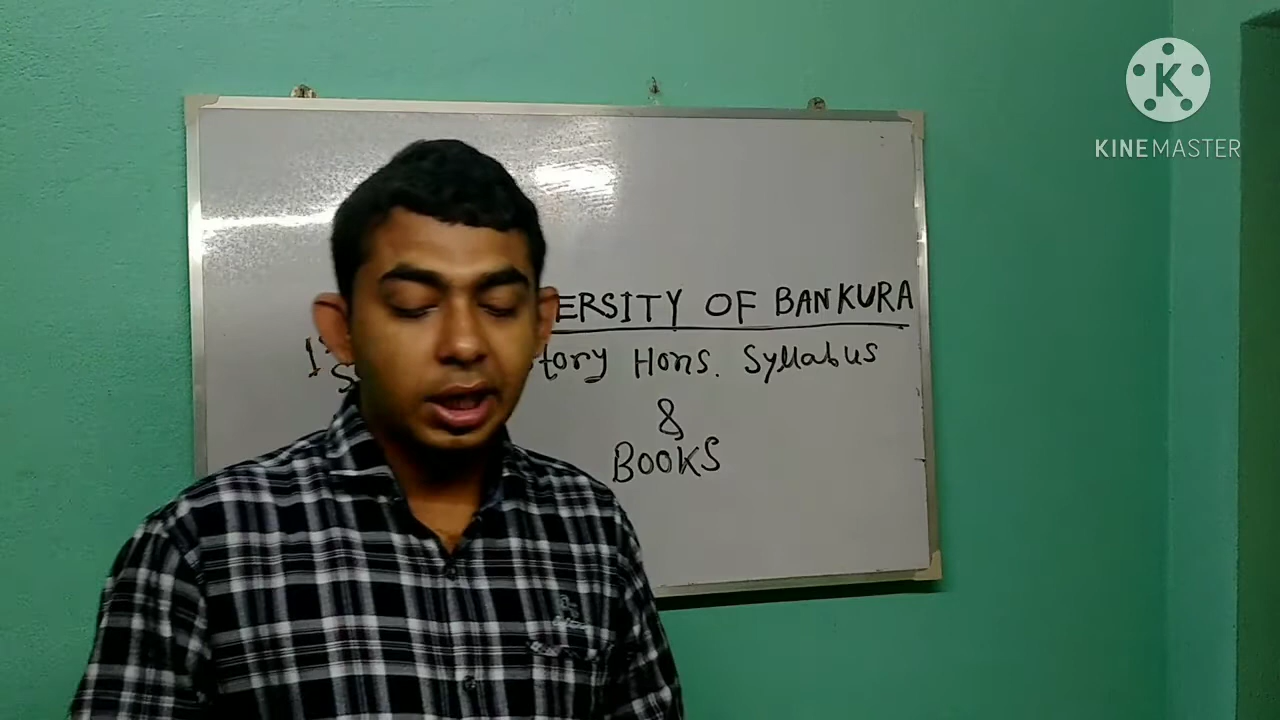 ERSITY OF BANKURA
tory Hons. Syllabus
&
BOOKS
K
KINEMASTER